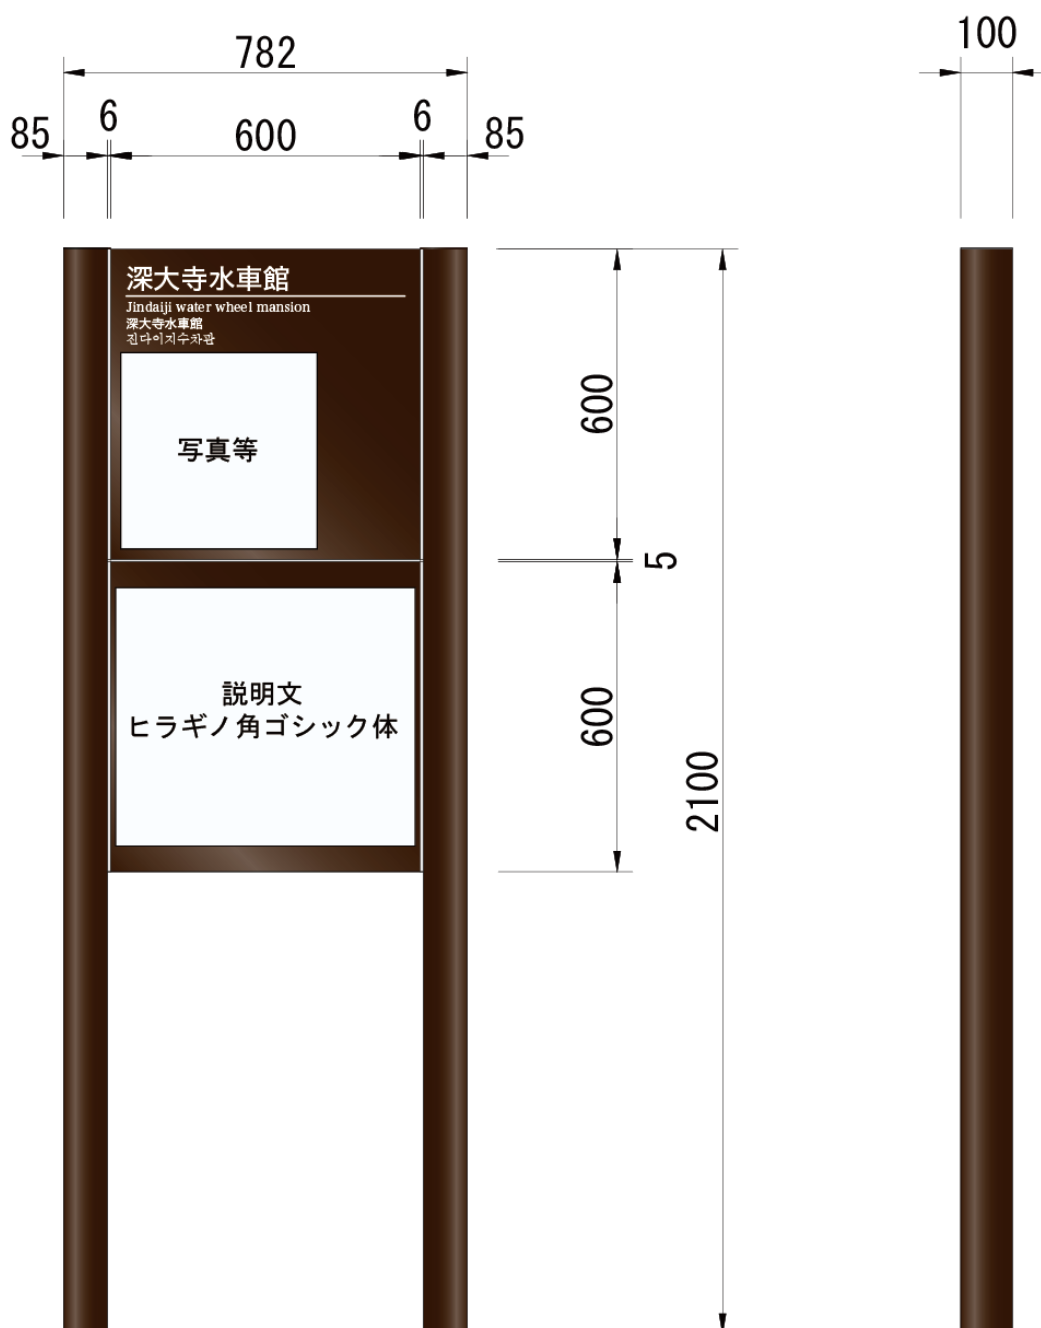 782
100
85
6
600
6
85
深大寺水車館
Jindaiji water wheel mansion
深大寺水車館
진다이지수차관
写真等
600
5
説明文
ヒラギノ角ゴシック体
600
2100